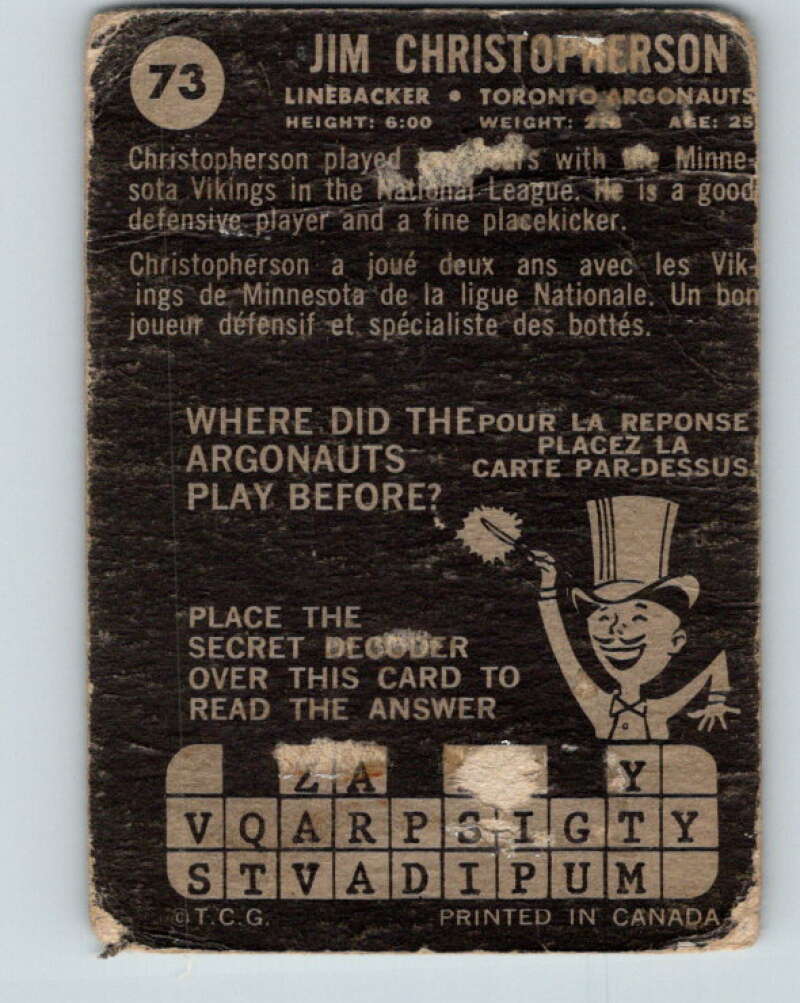 73
JIM CHRISTOPHERSON
LINEBACKER • TORONTO ARGONAUTS
HEIGHT: 6:00 WEIGHT: AGE: 25
Christopherson played with the Minne-
sota Vikings in the National League. He is a good
defensive player and a fine placekicker.
Christopherson a joué deux ans avec les Vik-
ings de Minnesota de la ligue Nationale. Un bon
joueur défensif et spécialiste des bottés.
WHERE DID THE
ARGONAUTS
PLAY BEFORE?
POUR LA REPONSE
PLACEZ LA
CARTE PAR-DESSUS
PLACE THE
SECRET DECODER
OVER THIS CARD TO
READ THE ANSWER
Z A Y
V Q A R P S I G T Y
S T V A D I P U M
© T.C.G. PRINTED IN CANADA